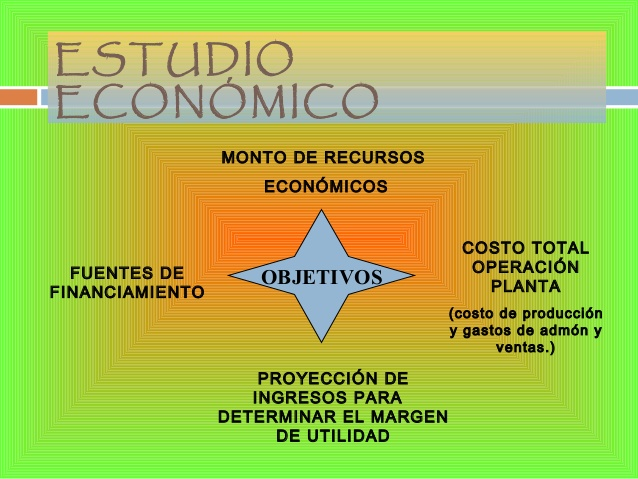 ESTUDIO
ECONÓMICO
MONTO DE RECURSOS
ECONÓMICOS
FUENTES DE
FINANCIAMIENTO
OBJETIVOS
COSTO TOTAL
OPERACIÓN
PLANTA
(costo de producción
y gastos de admón y
ventas.)
PROYECCIÓN DE
INGRESOS PARA
DETERMINAR EL MARGEN
DE UTILIDAD